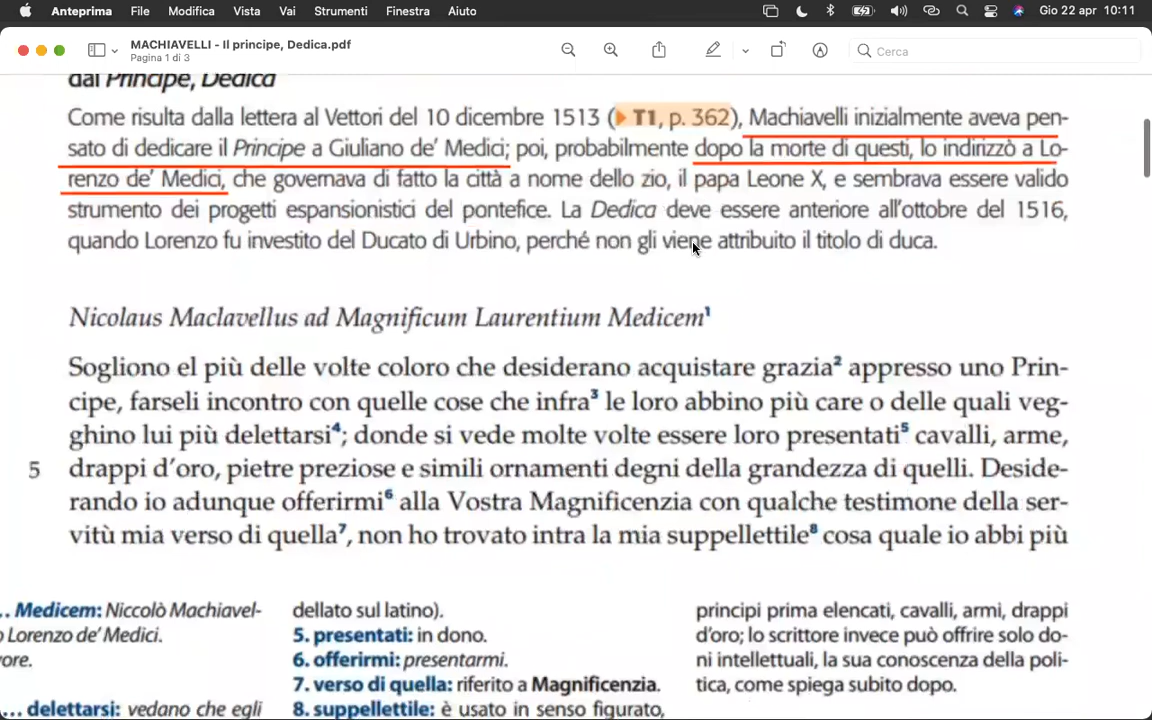 Anteprima File Modifica Vista Vai Strumenti Finestra Aiuto Gio 22 apr 10:11
MACHIAVELLI - Il principe, Dedica.pdf
Pagina 1 di 3
Cerca
dal Principe, Dedica
Come risulta dalla lettera al Vettori del 10 dicembre 1513 (▶ T1, p. 362), Machiavelli inizialmente aveva pen-
sato di dedicare il Principe a Giuliano de' Medici; poi, probabilmente dopo la morte di questi, lo indirizzò a Lo-
renzo de' Medici, che governava di fatto la città a nome dello zio, il papa Leone X, e sembrava essere valido
strumento dei progetti espansionistici del pontefice. La Dedica deve essere anteriore all'ottobre del 1516,
quando Lorenzo fu investito del Ducato di Urbino, perché non gli viene attribuito il titolo di duca.
Nicolaus Maclavellus ad Magnificum Laurentium Medicem¹
Sogliono el più delle volte coloro che desiderano acquistare grazia² appresso uno Prin-
cipe, farseli incontro con quelle cose che infra³ le loro abbino più care o delle quali veg-
ghino lui più delettarsi⁴; donde si vede molte volte essere loro presentati⁵ cavalli, arme,
5 drappi d'oro, pietre preziose e simili ornamenti degni della grandezza di quelli. Deside-
rando io adunque offerirmi⁶ alla Vostra Magnificenzia con qualche testimone della ser-
vitù mia verso di quella⁷, non ho trovato intra la mia suppellettile⁸ cosa quale io abbi più
.. Medicem: Niccolò Machiavel-
o Lorenzo de' Medici.
ore.
... delettarsi: vedano che egli
dellato sul latino).
5. presentati: in dono.
6. offerirmi: presentarmi.
7. verso di quella: riferito a Magnificenzia.
8. suppellettile: è usato in senso figurato,
principi prima elencati, cavalli, armi, drappi
d'oro; lo scrittore invece può offrire solo do-
ni intellettuali, la sua conoscenza della poli-
tica, come spiega subito dopo.